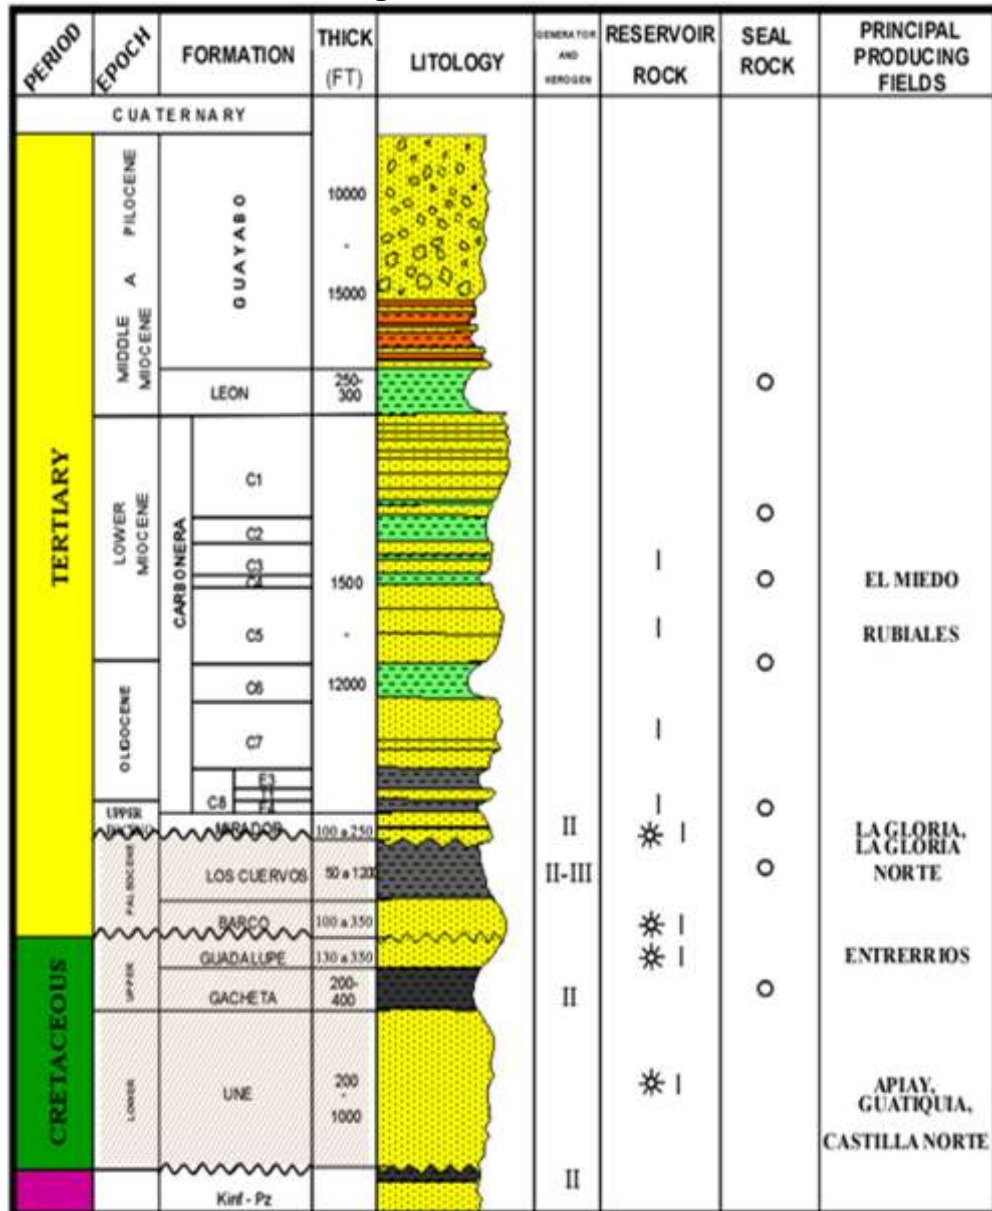 PERIOD
EPOCH
FORMATION
THICK
(FT)
LITOLOGY
GENERATOR
AND
KEROGEN
RESERVOIR
ROCK
SEAL
ROCK
PRINCIPAL
PRODUCING
FIELDS
CUATERNARY
TERTIARY
MIDDLE A PILOCENE
MIOCENE
GUAYABO
10000
-
15000
LEON
250-
300
LOWER
MIOCENE
CARBONERA
C1
C2
C3
C4
1500
-
12000
EL MIEDO
C5
RUBIALES
OLIGOCENE
C6
C7
C8
E3
UPPER
MIRADOR
100 a 250
II
LA GLORIA,
LA GLORIA
NORTE
PALEOCENE
LOS CUERVOS
50 a 1200
II-III
BARCO
100 a 350
CRETACEOUS
UPPER
GUADALUPE
130 a 350
ENTRERRIOS
GACHETA
200-
400
II
LOWER
UNE
200
-
1000
APIAY,
GUATIQUIA,
CASTILLA NORTE
II
Kinf - Pz